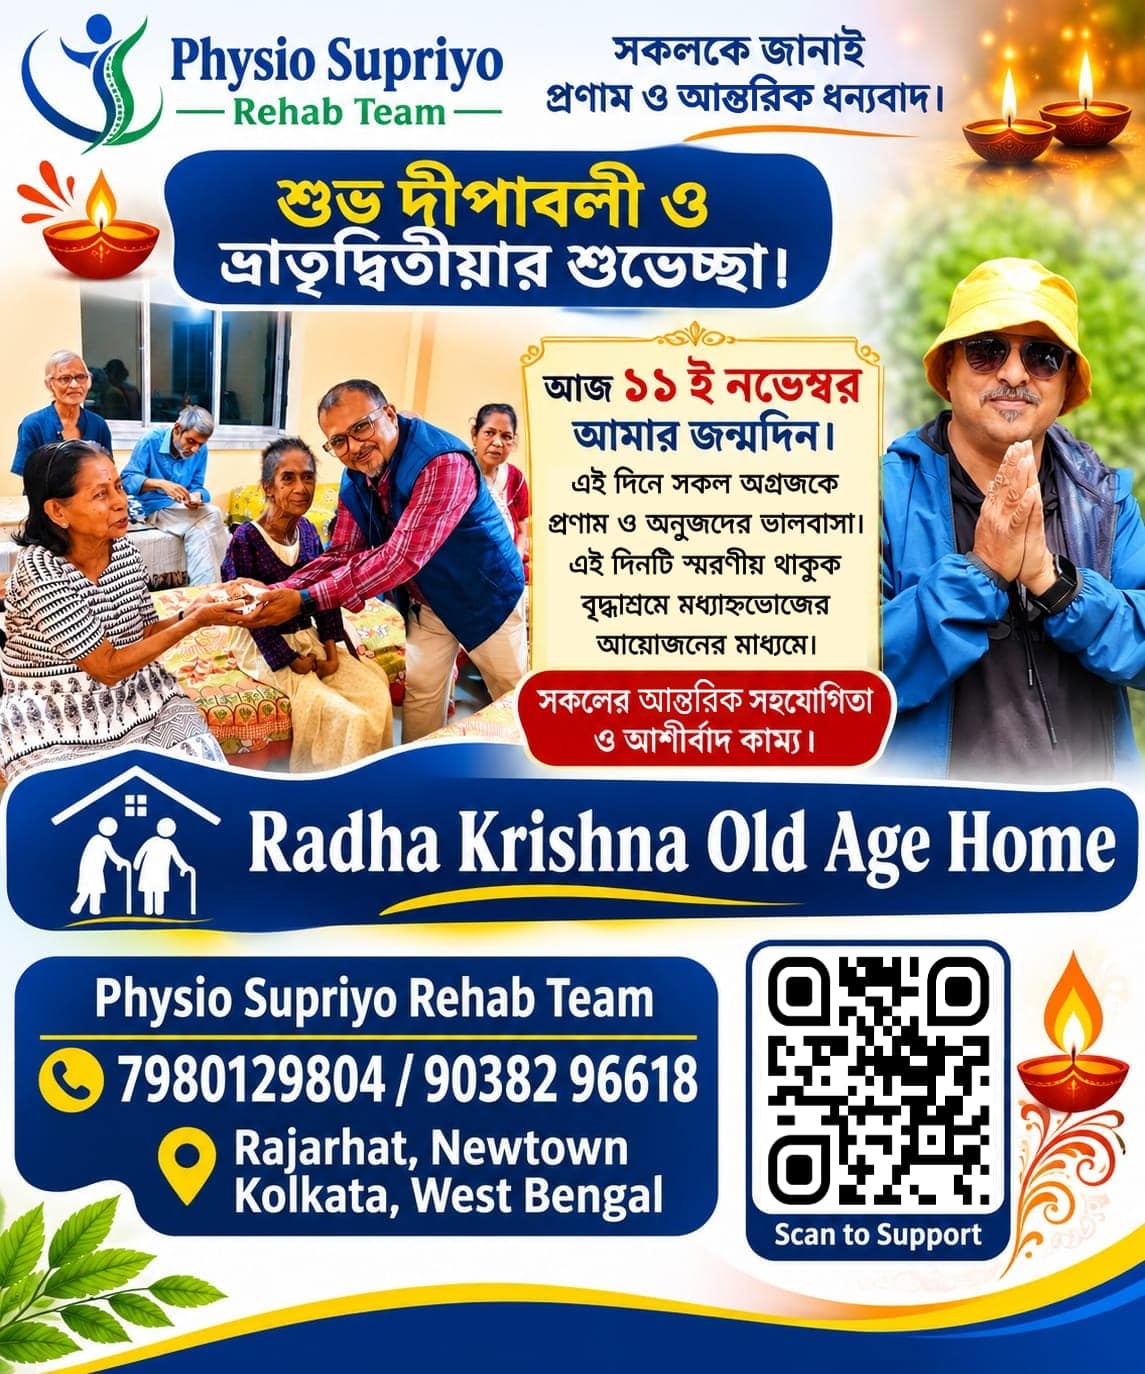 Physio Supriyo
Rehab Team
সকলকে জানাই
প্রণাম ও আন্তরিক ধন্যবাদ।
শুভ দীপাবলী ও
ভ্রাতৃদ্বিতীয়ার শুভেচ্ছা!
আজ ১১ ই নভেম্বর
আমার জন্মদিন।
এই দিনে সকল অগ্রজকে
প্রণাম ও অনুজদের ভালবাসা।
এই দিনটি স্মরণীয় থাকুক
বৃদ্ধাশ্রমে মধ্যাহ্নভোজের
আয়োজনের মাধ্যমে।
সকলের আন্তরিক সহযোগিতা
ও আশীর্বাদ কাম্য।
Radha Krishna Old Age Home
Physio Supriyo Rehab Team
7980129804 / 90382 96618
Rajarhat, Newtown
Kolkata, West Bengal
Scan to Support